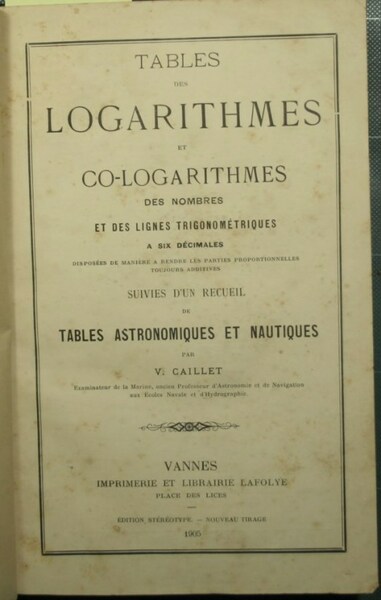 TABLES
DES
LOGARITHMES
ET
CO-LOGARITHMES
DES NOMBRES
ET DES LIGNES TRIGONOMÉTRIQUES
A SIX DÉCIMALES
DISPOSÉES DE MANIÈRE A RENDRE LES PARTIES PROPORTIONNELLES
TOUJOURS ADDITIVES
SUIVIES D'UN RECUEIL
DE
TABLES ASTRONOMIQUES ET NAUTIQUES
PAR
V. CAILLET
Examinateur de la Marine, ancien Professeur d'Astronomie et de Navigation
aux Écoles Navale et d'Hydrographie.
VANNES
IMPRIMERIE ET LIBRAIRIE LAFOLYE
PLACE DES LICES
ÉDITION STÉRÉOTYPE. — NOUVEAU TIRAGE
1905